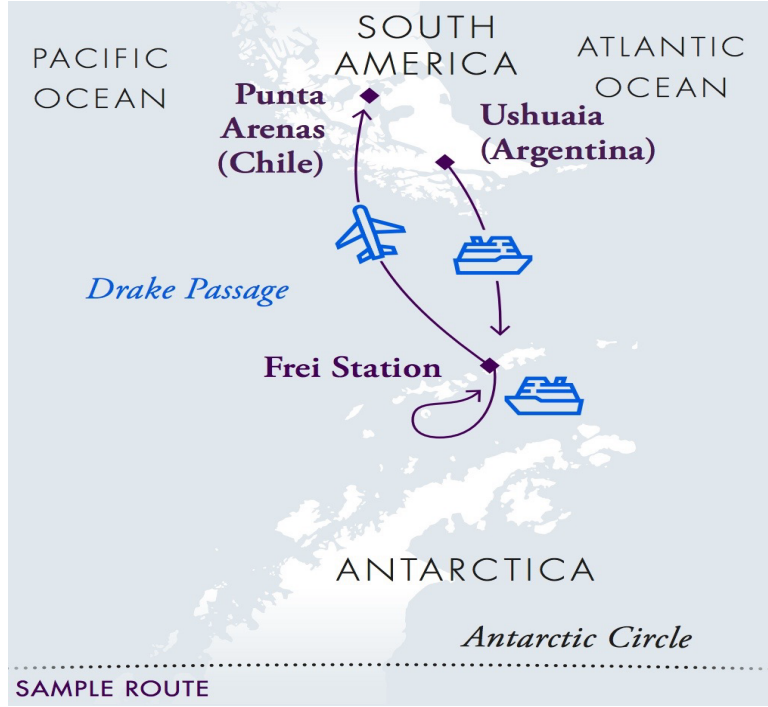 SOUTH
AMERICA
PACIFIC
OCEAN
ATLANTIC
OCEAN
Punta
Arenas
(Chile)
Ushuaia
(Argentina)
Drake Passage
Frei Station
ANTARCTICA
Antarctic Circle
SAMPLE ROUTE